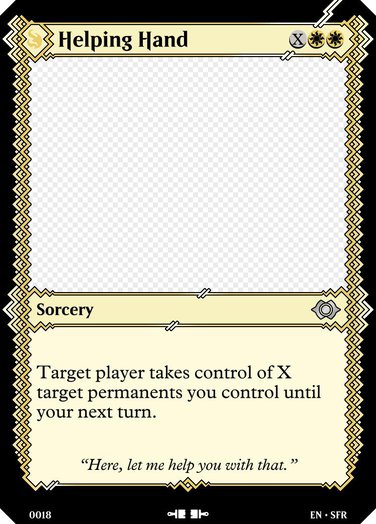 Helping Hand X
Sorcery
Target player takes control of X
target permanents you control until
your next turn.
“Here, let me help you with that.”
0018 EN • SFR